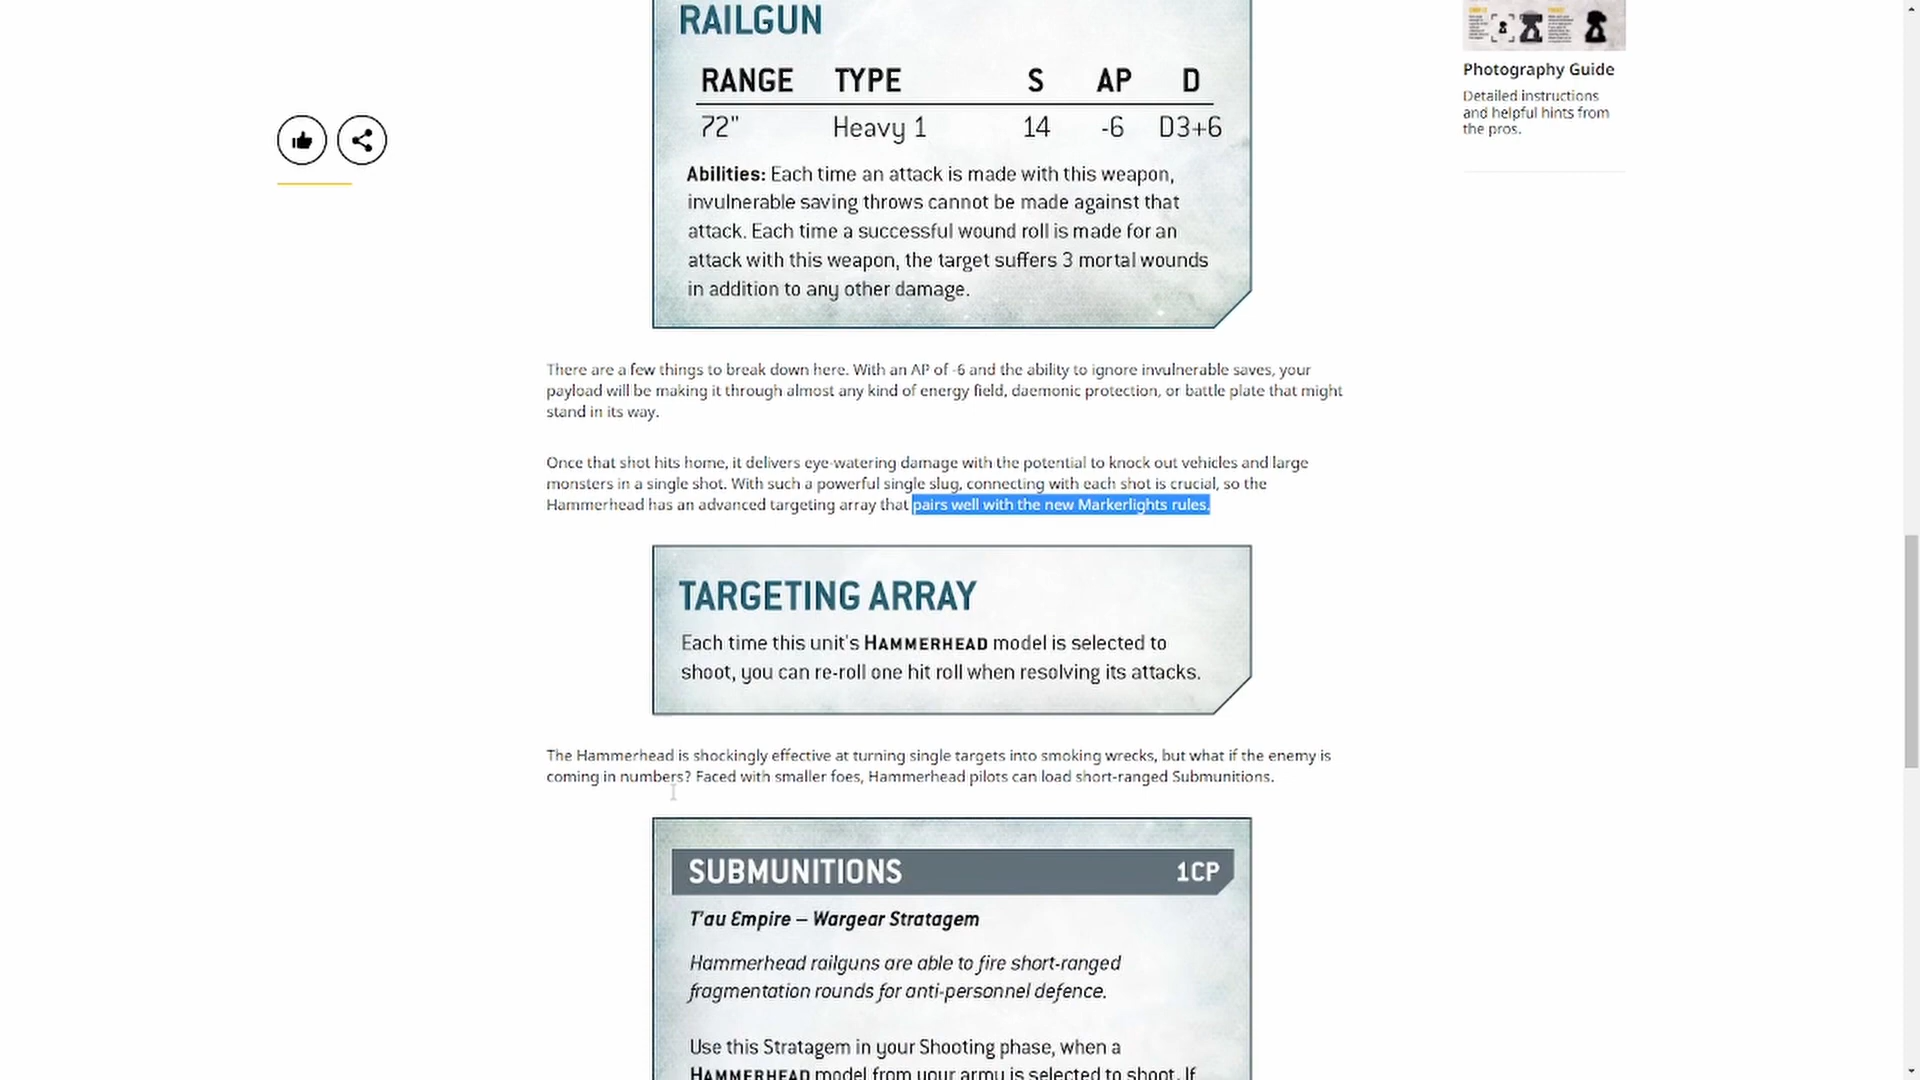 RAILGUN
RANGE TYPE S AP D
72" Heavy 1 14 -6 D3+6
Abilities: Each time an attack is made with this weapon,
invulnerable saving throws cannot be made against that
attack. Each time a successful wound roll is made for an
attack with this weapon, the target suffers 3 mortal wounds
in addition to any other damage.
Photography Guide
Detailed instructions
and helpful hints from
the pros.
There are a few things to break down here. With an AP of -6 and the ability to ignore invulnerable saves, your
payload will be making it through almost any kind of energy field, daemonic protection, or battle plate that might
stand in its way.
Once that shot hits home, it delivers eye-watering damage with the potential to knock out vehicles and large
monsters in a single shot. With such a powerful single slug, connecting with each shot is crucial, so the
Hammerhead has an advanced targeting array that pairs well with the new Markerlights rules.
TARGETING ARRAY
Each time this unit's HAMMERHEAD model is selected to
shoot, you can re-roll one hit roll when resolving its attacks.
The Hammerhead is shockingly effective at turning single targets into smoking wrecks, but what if the enemy is
coming in numbers? Faced with smaller foes, Hammerhead pilots can load short-ranged Submunitions.
SUBMUNITIONS 1CP
T'au Empire – Wargear Stratagem
Hammerhead railguns are able to fire short-ranged
fragmentation rounds for anti-personnel defence.
Use this Stratagem in your Shooting phase, when a
HAMMERHEAD model from your army is selected to shoot. If